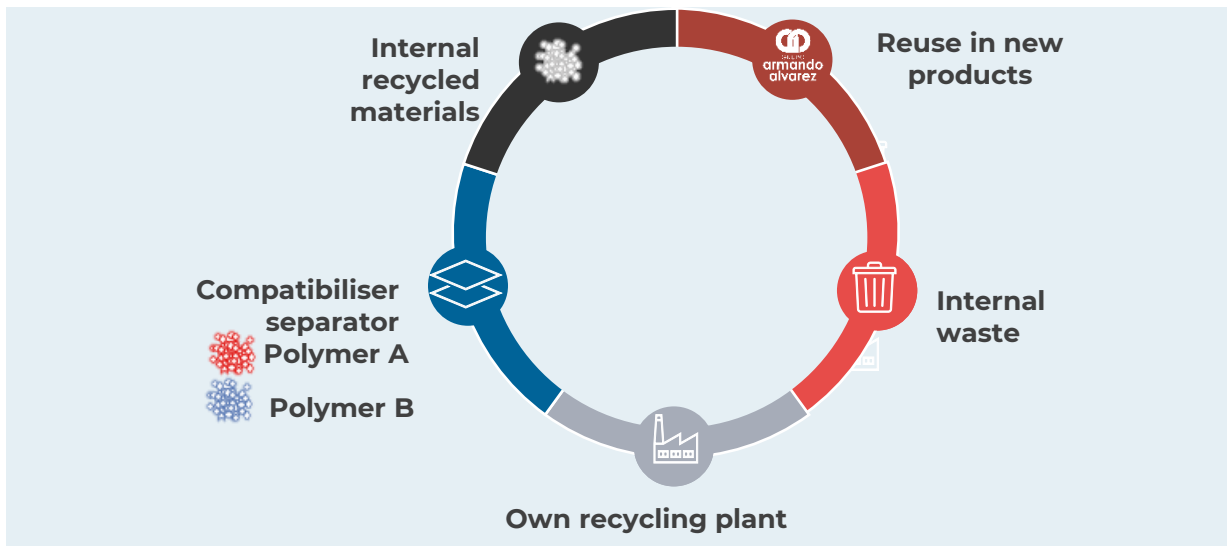 Internal
recycled
materials
armando
alvarez
Reuse in new
products
Compatibiliser
separator
Polymer A
Polymer B
Internal
waste
Own recycling plant